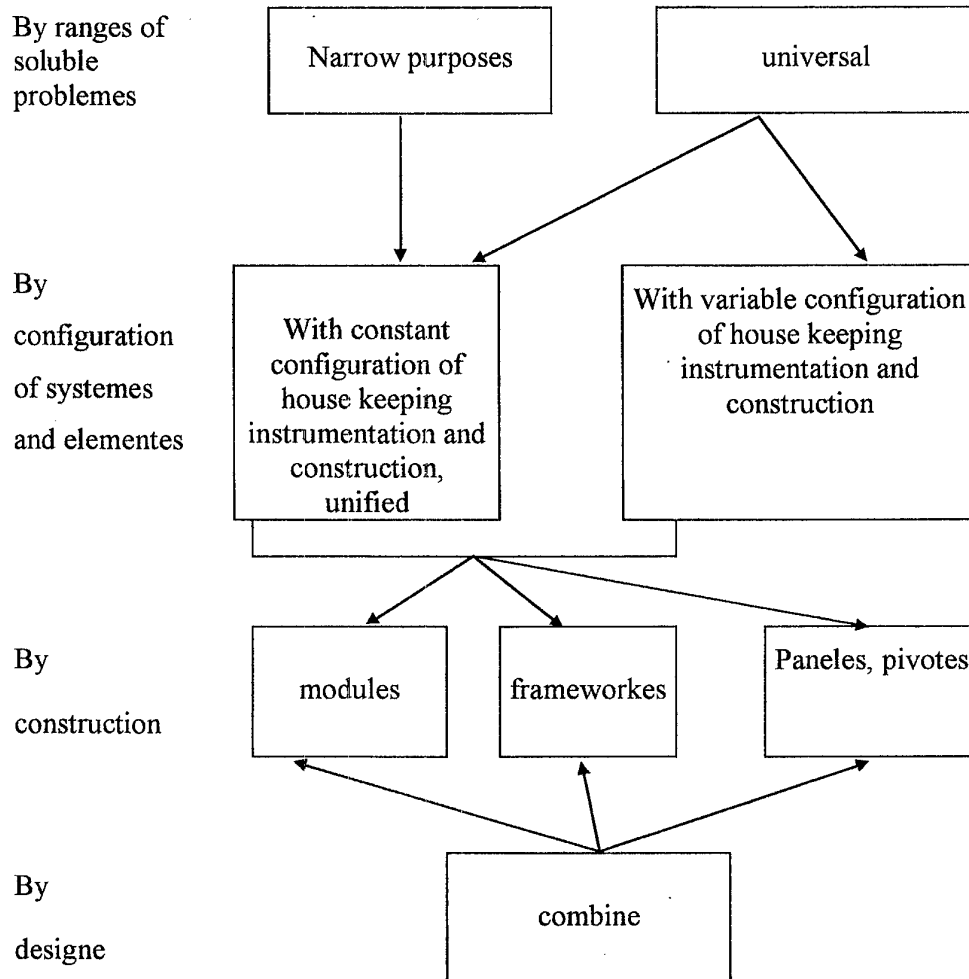 By ranges of
soluble
problemes
Narrow purposes
universal
By
configuration
of systemes
and elementes
With constant
configuration of
house keeping
instrumentation and
construction,
unified
With variable configuration
of house keeping
instrumentation and
construction
By
construction
modules
frameworkes
Paneles, pivotes
By
designe
combine